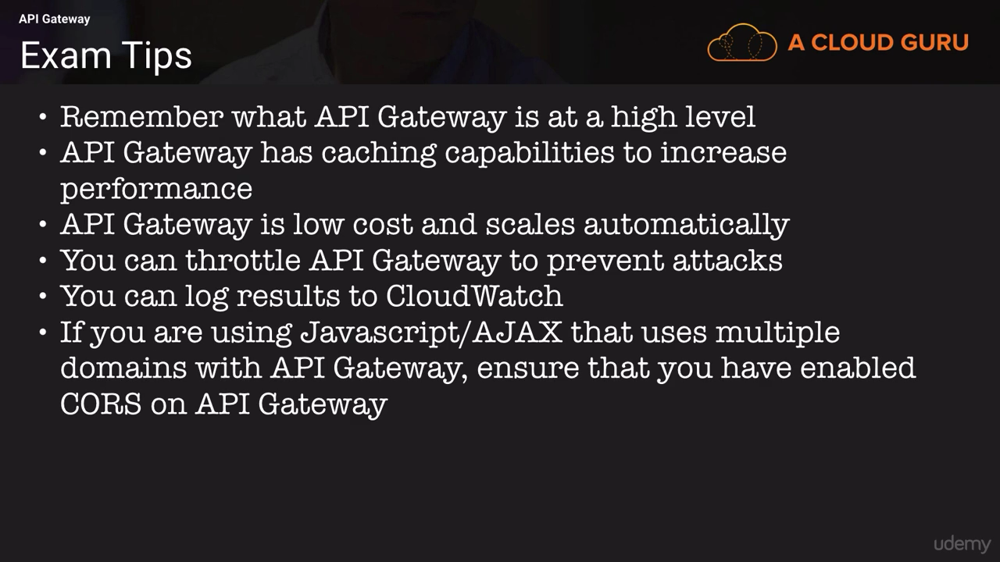 API Gateway
Exam Tips
A CLOUD GURU
• Remember what API Gateway is at a high level
• API Gateway has caching capabilities to increase
performance
• API Gateway is low cost and scales automatically
• You can throttle API Gateway to prevent attacks
• You can log results to CloudWatch
• If you are using Javascript/AJAX that uses multiple
domains with API Gateway, ensure that you have enabled
CORS on API Gateway
udemy